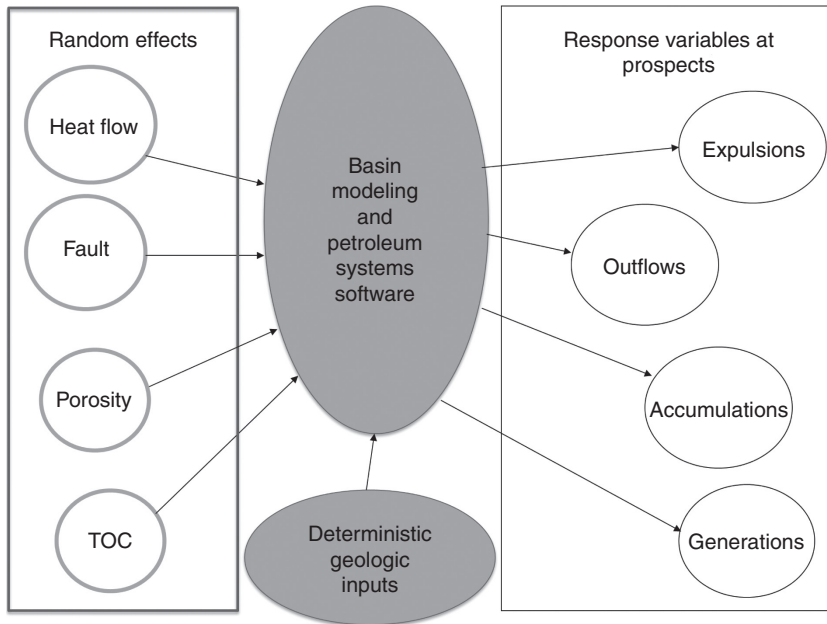 Random effects
Heat flow
Fault
Porosity
TOC
Basin
modeling
and
petroleum
systems
software
Deterministic
geologic
inputs
Response variables at
prospects
Expulsions
Outflows
Accumulations
Generations